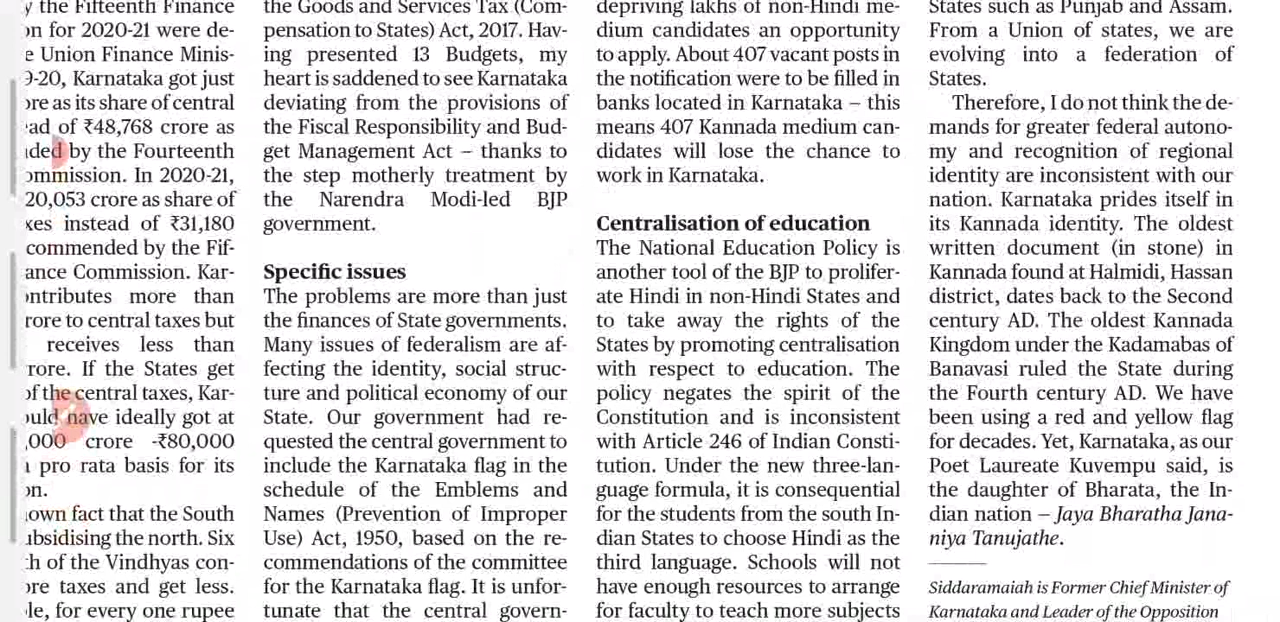 the Fifteenth Finance
for 2020-21 were de-
Union Finance Minis-
Karnataka got just
as its share of central
of ₹48,768 crore as
by the Fourteenth
In 2020-21,
20,053 crore as share of
instead of ₹31,180
commended by the Fif-
ance Commission. Kar-
more than
to central taxes but
receives less than
If the States get
of the central taxes, Kar-
have ideally got at
,000 crore -₹80,000
pro rata basis for its
on.
own fact that the South
the north. Six
of the Vindhyas con-
taxes and get less.
for every one rupee
the Goods and Services Tax (Com-
pensation to States) Act, 2017. Hav-
ing presented 13 Budgets, my
heart is saddened to see Karnataka
deviating from the provisions of
the Fiscal Responsibility and Bud-
get Management Act – thanks to
the step motherly treatment by
the Narendra Modi-led BJP
government.
Specific issues
The problems are more than just
the finances of State governments.
Many issues of federalism are af-
fecting the identity, social struc-
ture and political economy of our
State. Our government had re-
quested the central government to
include the Karnataka flag in the
schedule of the Emblems and
Names (Prevention of Improper
Use) Act, 1950, based on the re-
commendations of the committee
for the Karnataka flag. It is unfor-
tunate that the central govern-
depriving lakhs of non-Hindi me-
dium candidates an opportunity
to apply. About 407 vacant posts in
the notification were to be filled in
banks located in Karnataka – this
means 407 Kannada medium can-
didates will lose the chance to
work in Karnataka.
Centralisation of education
The National Education Policy is
another tool of the BJP to prolifer-
ate Hindi in non-Hindi States and
to take away the rights of the
States by promoting centralisation
with respect to education. The
policy negates the spirit of the
Constitution and is inconsistent
with Article 246 of Indian Consti-
tution. Under the new three-lan-
guage formula, it is consequential
for the students from the south In-
dian States to choose Hindi as the
third language. Schools will not
have enough resources to arrange
for faculty to teach more subjects
States such as Punjab and Assam.
From a Union of states, we are
evolving into a federation of
States.
Therefore, I do not think the de-
mands for greater federal autono-
my and recognition of regional
identity are inconsistent with our
nation. Karnataka prides itself in
its Kannada identity. The oldest
written document (in stone) in
Kannada found at Halmidi, Hassan
district, dates back to the Second
century AD. The oldest Kannada
Kingdom under the Kadambas of
Banavasi ruled the State during
the Fourth century AD. We have
been using a red and yellow flag
for decades. Yet, Karnataka, as our
Poet Laureate Kuvempu said, is
the daughter of Bharata, the In-
dian nation – Jaya Bharatha Jana-
niya Tanujathe.
Siddaramaiah is Former Chief Minister of
Karnataka and Leader of the Opposition